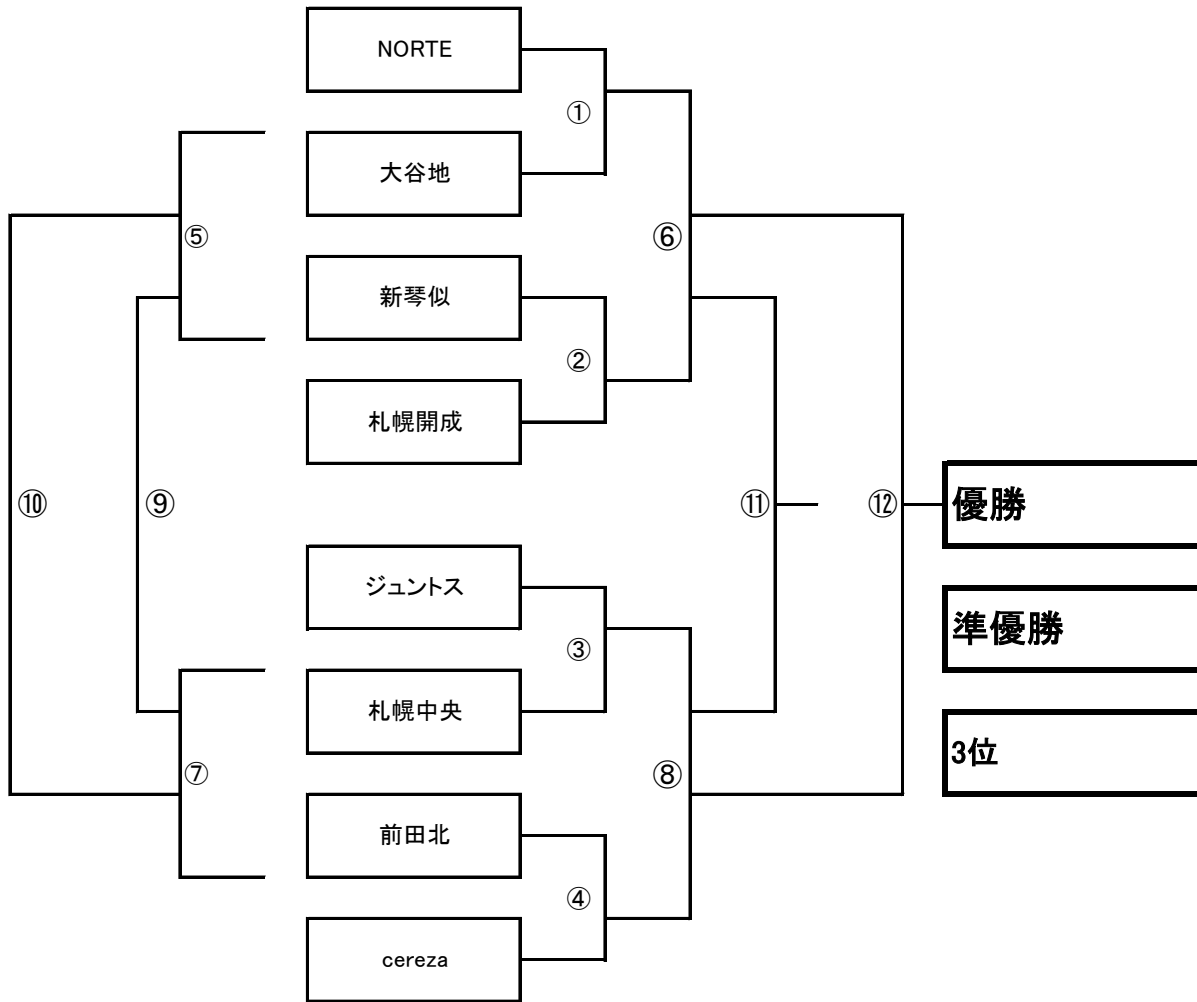 NORTE
①
大谷地
⑤
⑥
新琴似
②
札幌開成
⑩
⑨
⑪
⑫
優勝
ジュントス
準優勝
③
札幌中央
3位
⑦
⑧
前田北
④
cereza